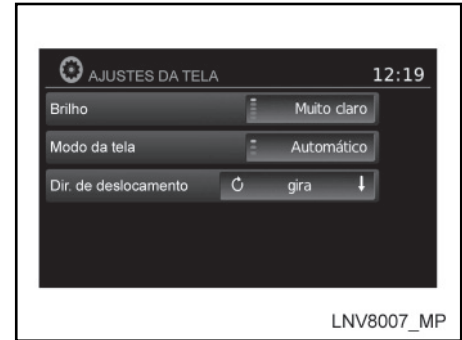 AJUSTES DA TELA 12:19
Brilho Muito claro
Modo da tela Automático
Dir. de deslocamento gira
LNV8007_MP